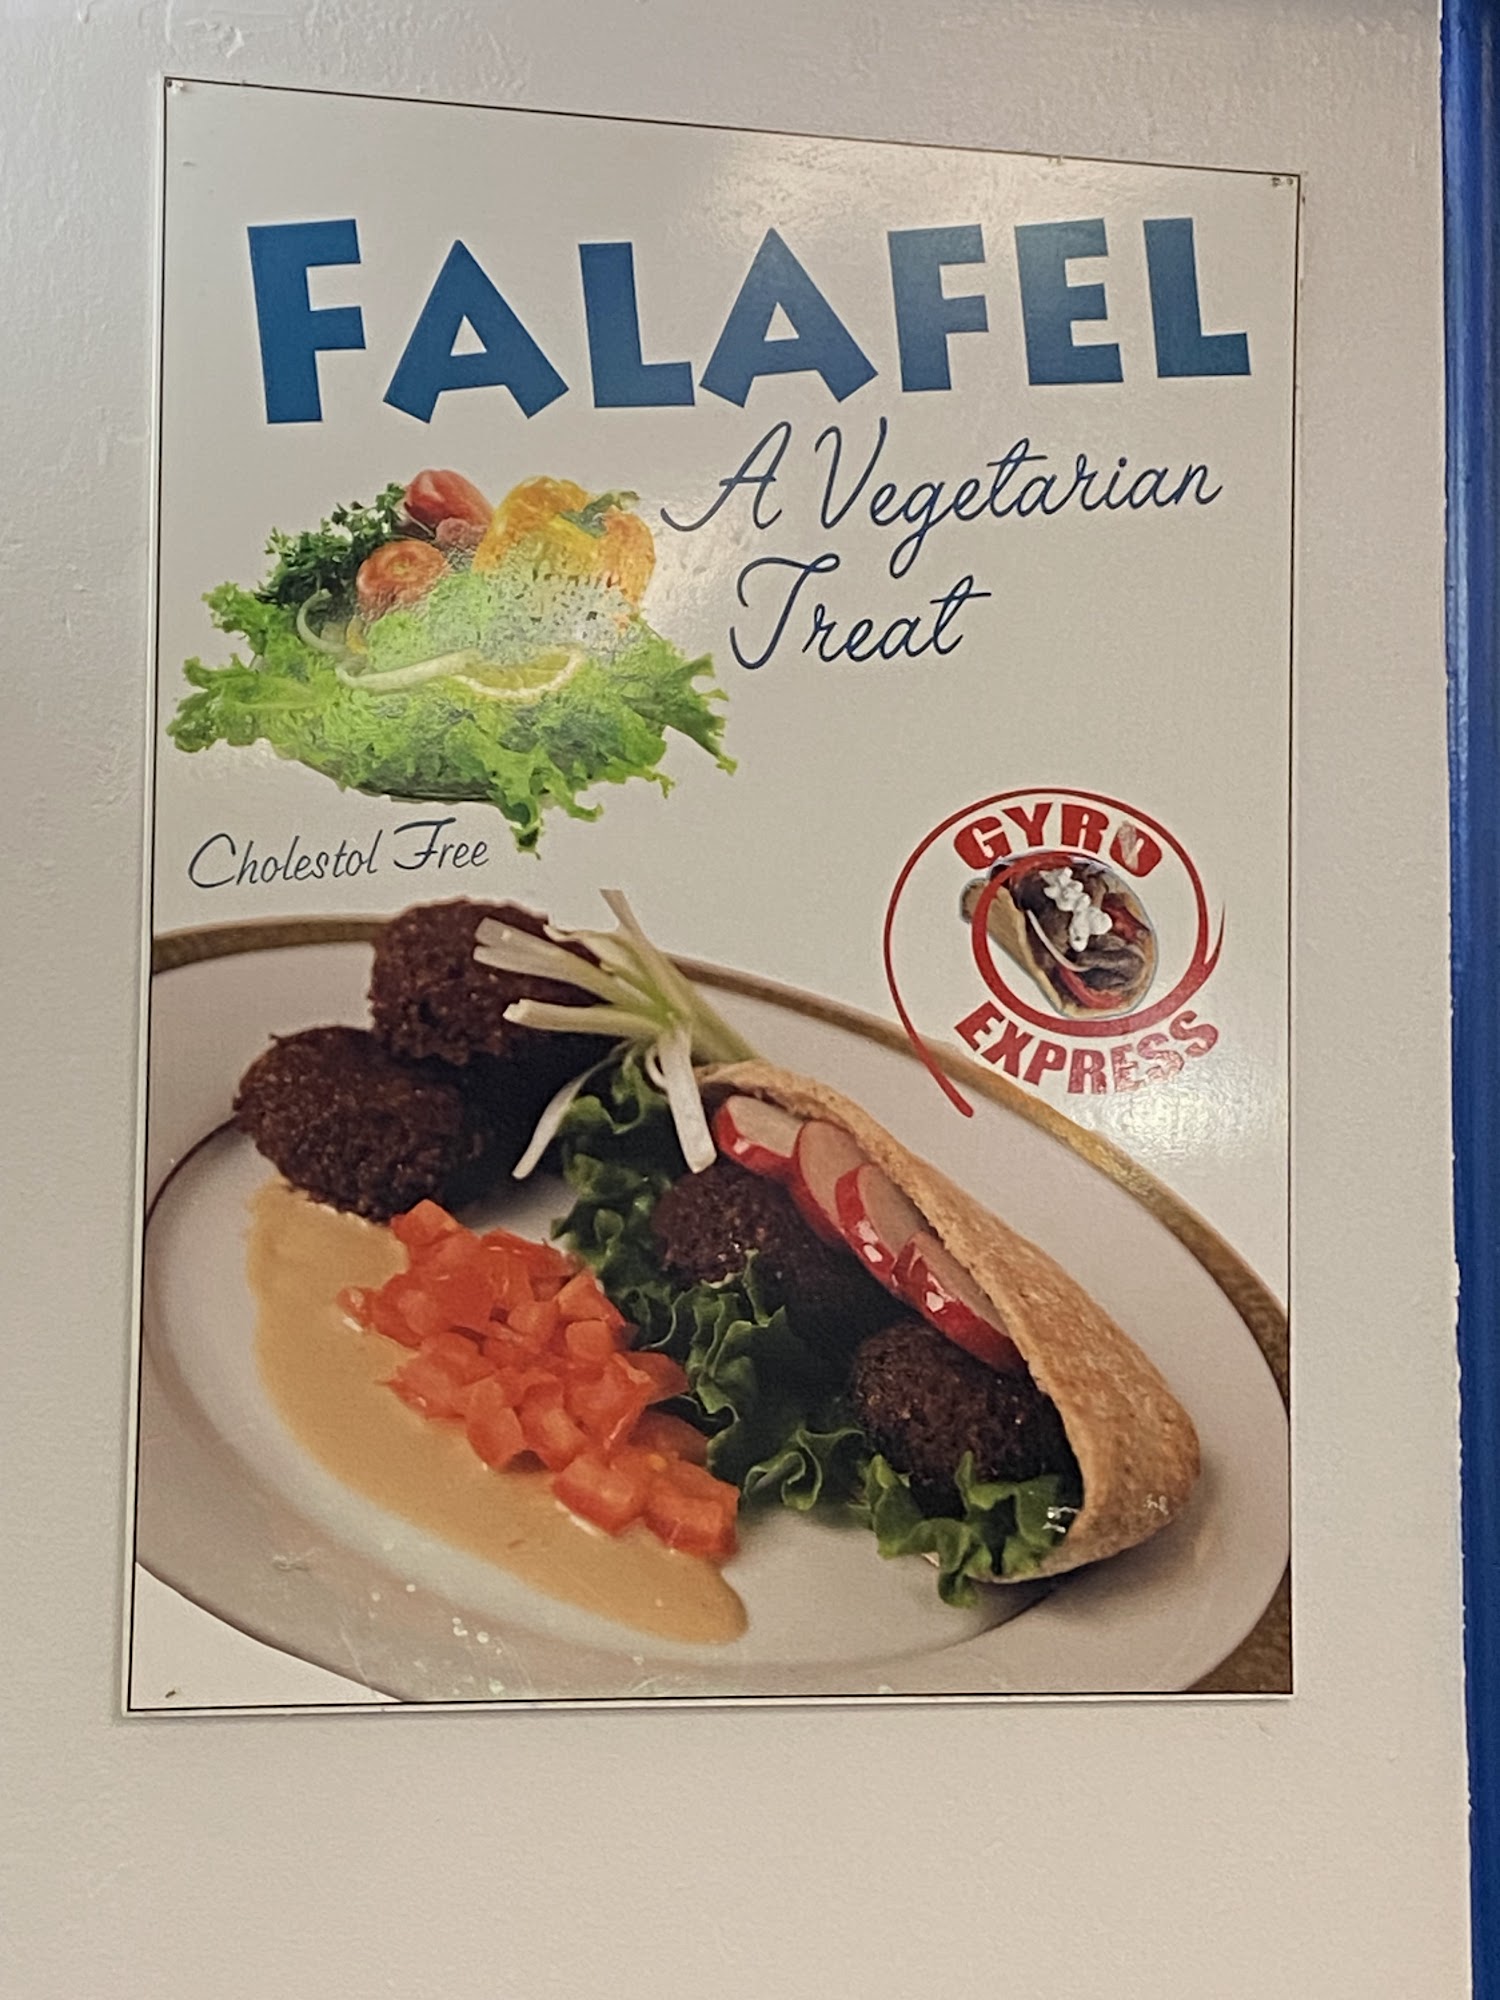 FALAFEL
A Vegetarian
Treat
Cholestol Free
GYRO
EXPRESS